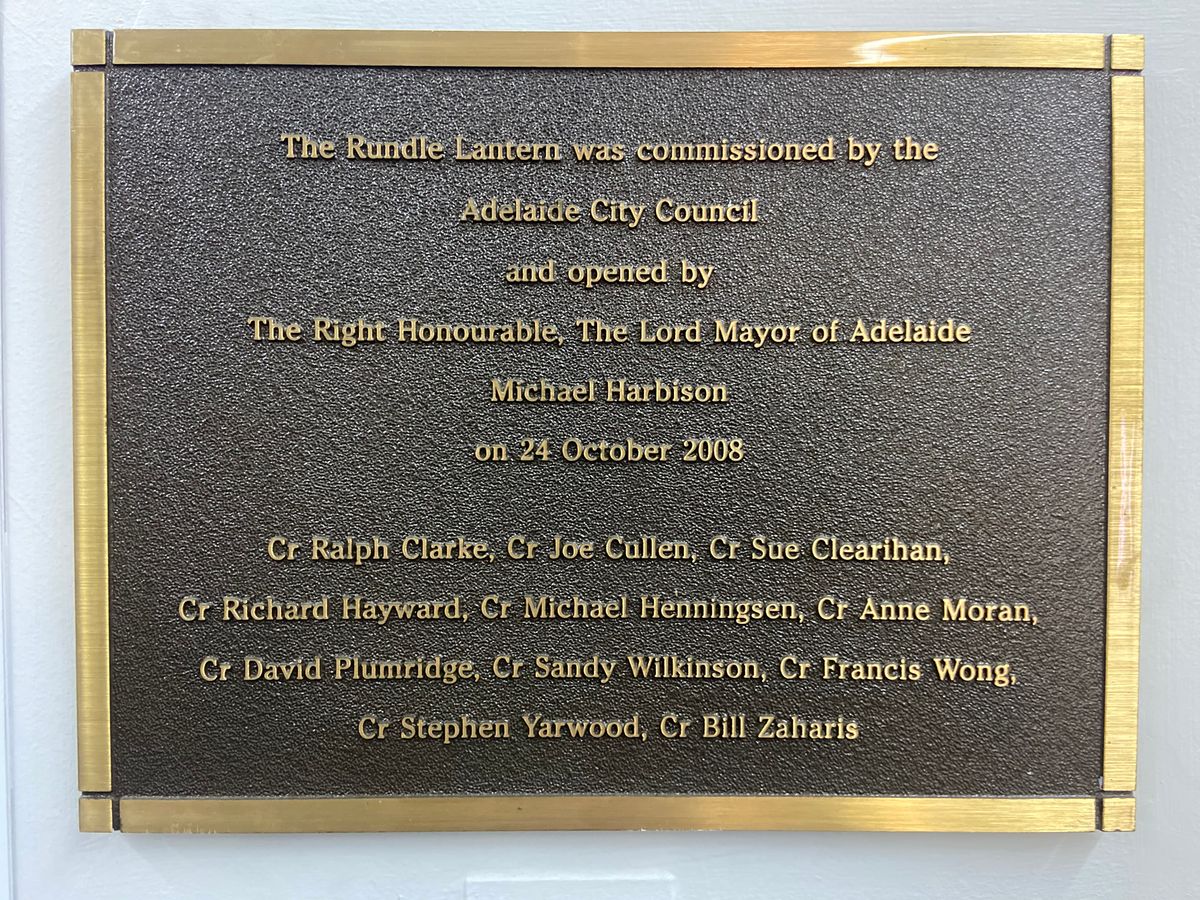 The Rundle Lantern was commissioned by the
Adelaide City Council
and opened by
The Right Honourable, The Lord Mayor of Adelaide
Michael Harbison
on 24 October 2008
Cr Ralph Clarke, Cr Joe Cullen, Cr Sue Clearihan,
Cr Richard Hayward, Cr Michael Henningsen, Cr Anne Moran,
Cr David Plumridge, Cr Sandy Wilkinson, Cr Francis Wong,
Cr Stephen Yarwood, Cr Bill Zaharis